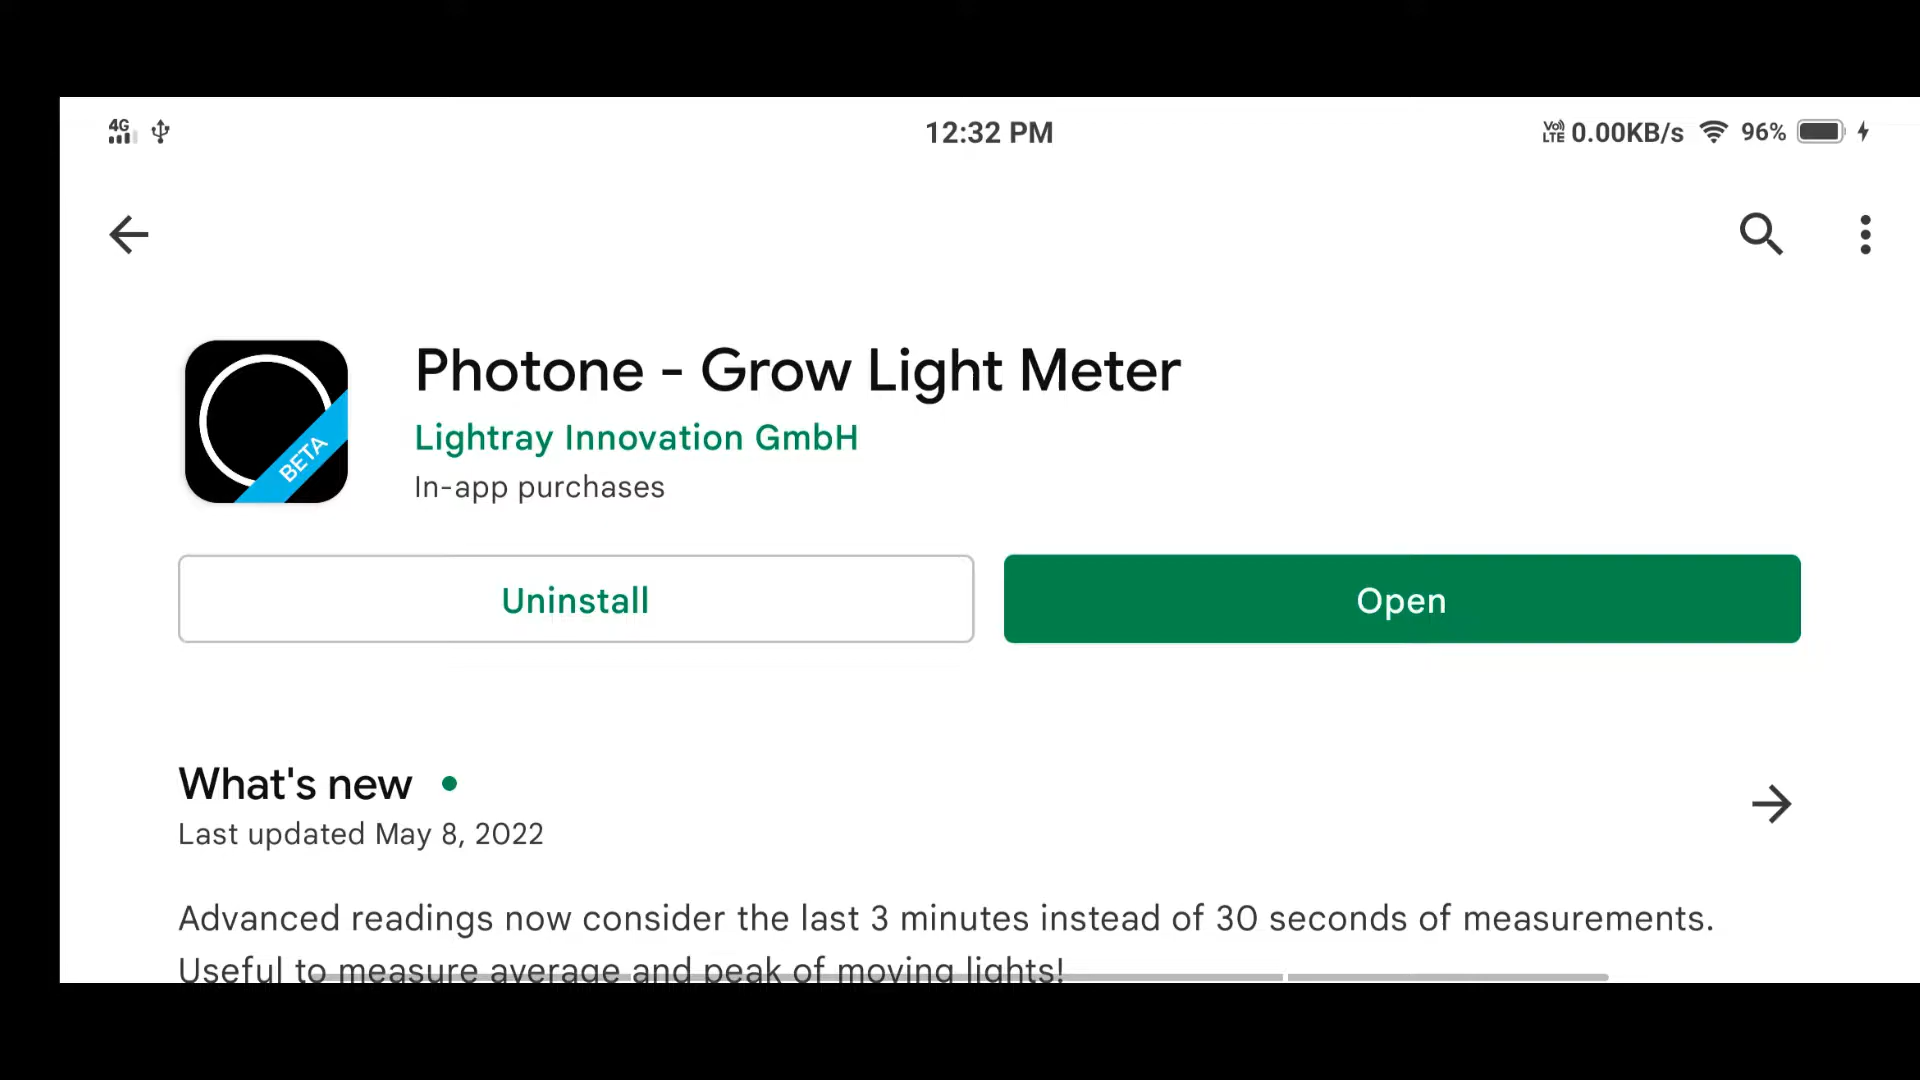 4G 12:32 PM Vo) LTE 0.00KB/s 96%
Photone - Grow Light Meter
BETA
Lightray Innovation GmbH
In-app purchases
Uninstall Open
What's new
Last updated May 8, 2022
Advanced readings now consider the last 3 minutes instead of 30 seconds of measurements.
Useful to measure average and peak of moving lights!